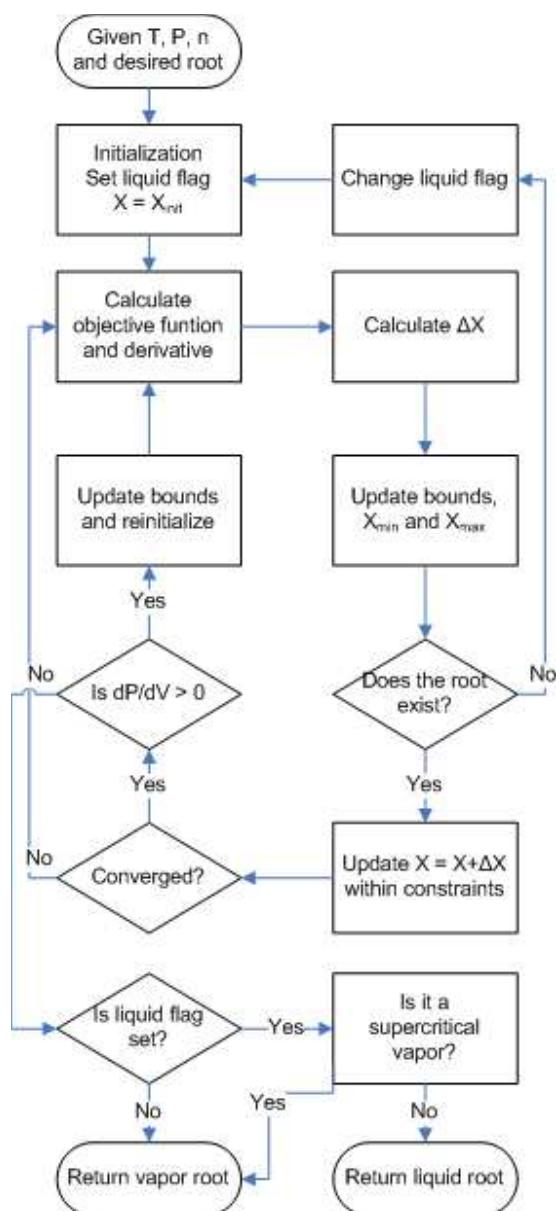 Given T, P, n
and desired root
Initialization
Set liquid flag
X = Xinit
Change liquid flag
Calculate
objective funtion
and derivative
Calculate ΔX
Update bounds
and reinitialize
Update bounds,
Xmin and Xmax
Yes
No
Is dP/dV > 0
Does the root
exist?
No
Yes
Yes
No
Converged?
Update X = X+ΔX
within constraints
Is liquid flag
set?
Yes
Is it a
supercritical
vapor?
No
Yes
No
Return vapor root
Return liquid root